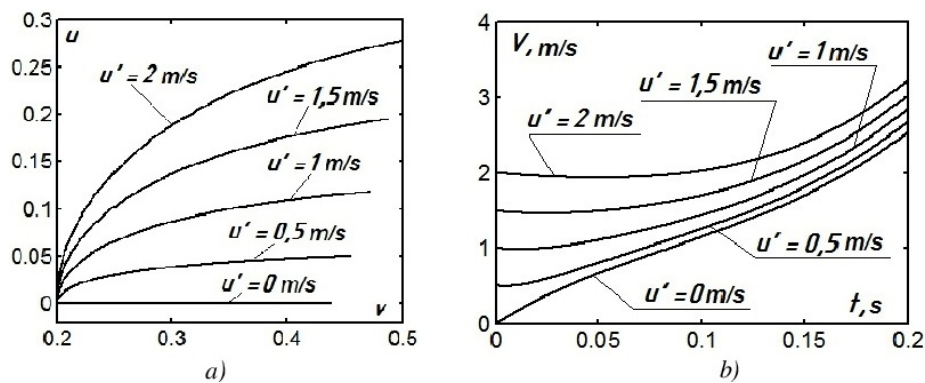 0.3
u
0.25
u' = 2 m/s
0.2
u' = 1,5 m/s
0.15
u' = 1 m/s
0.1
u' = 0,5 m/s
0.05
u' = 0 m/s
0
v
0.2 0.3 0.4 0.5
a)
4
V, m/s
u' = 1 m/s
3
u' = 1,5 m/s
u' = 2 m/s
2
1
u' = 0,5 m/s
u' = 0 m/s
t, s
0
0 0.05 0.1 0.15 0.2
b)